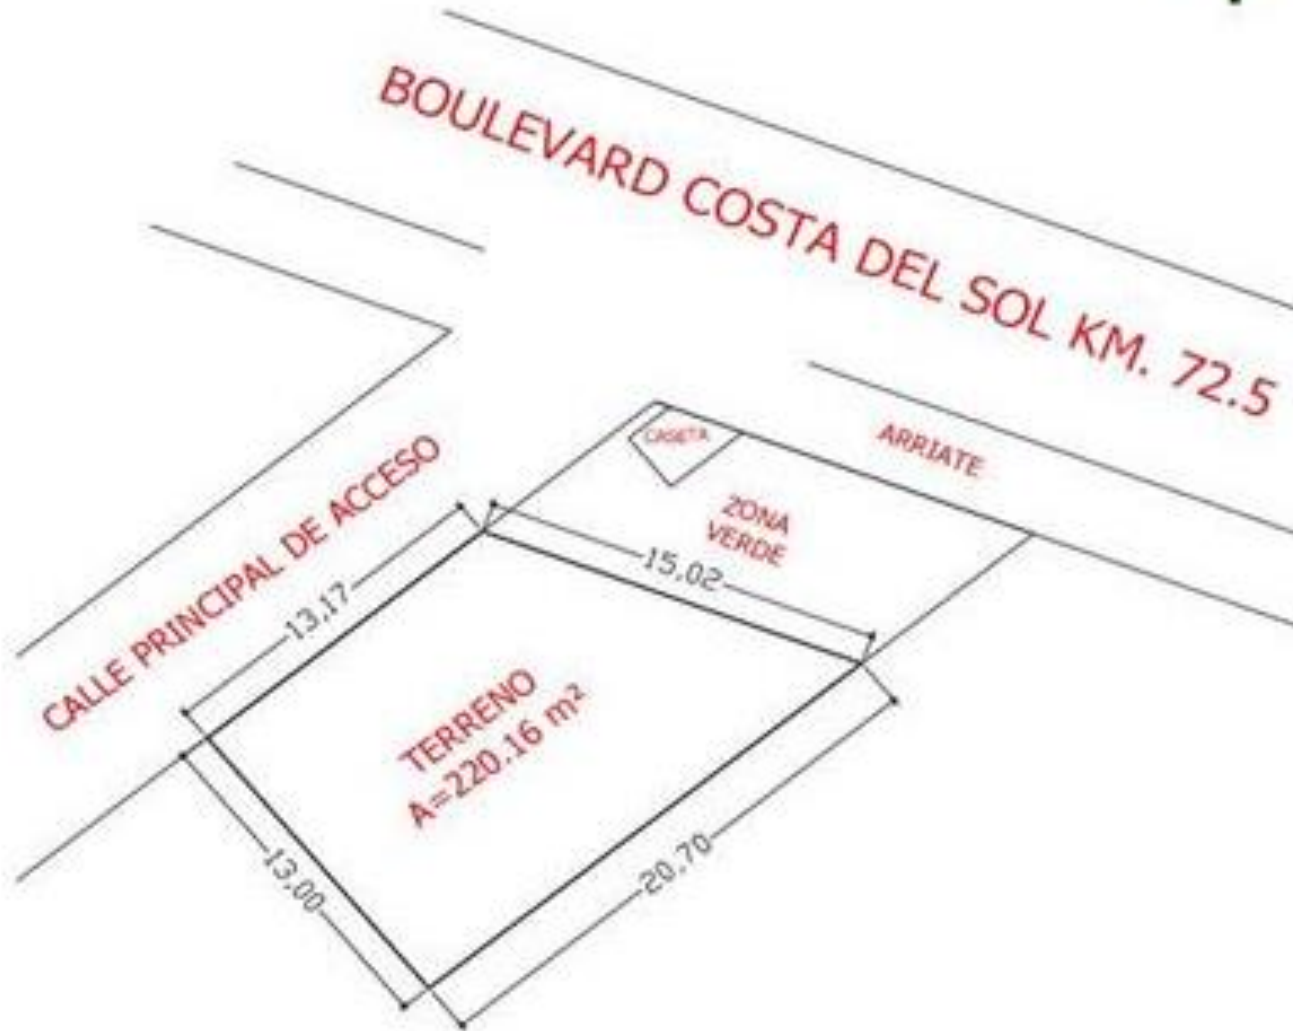 BOULEVARD COSTA DEL SOL KM. 72.5
ARRIATE
CASETA
ZONA
VERDE
CALLE PRINCIPAL DE ACCESO
15,02
13,17
TERRENO
A=220.16 m²
20,70
13,00